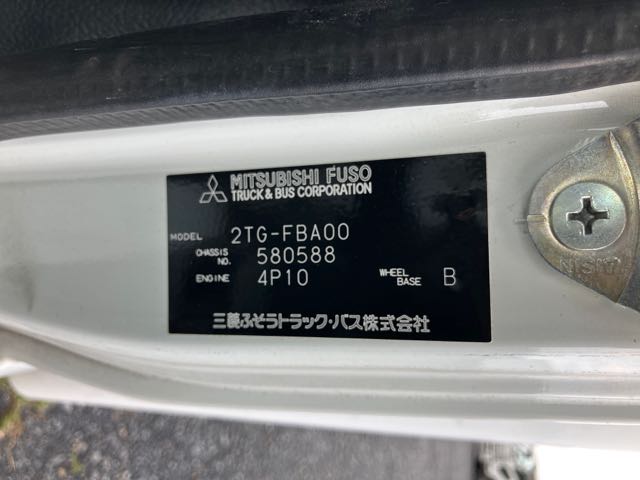 MITSUBISHI FUSO
TRUCK & BUS CORPORATION
MODEL 2TG-FBA00
CHASSIS NO. 580588
ENGINE 4P10 WHEEL BASE B
三菱ふそうトラック・バス株式会社